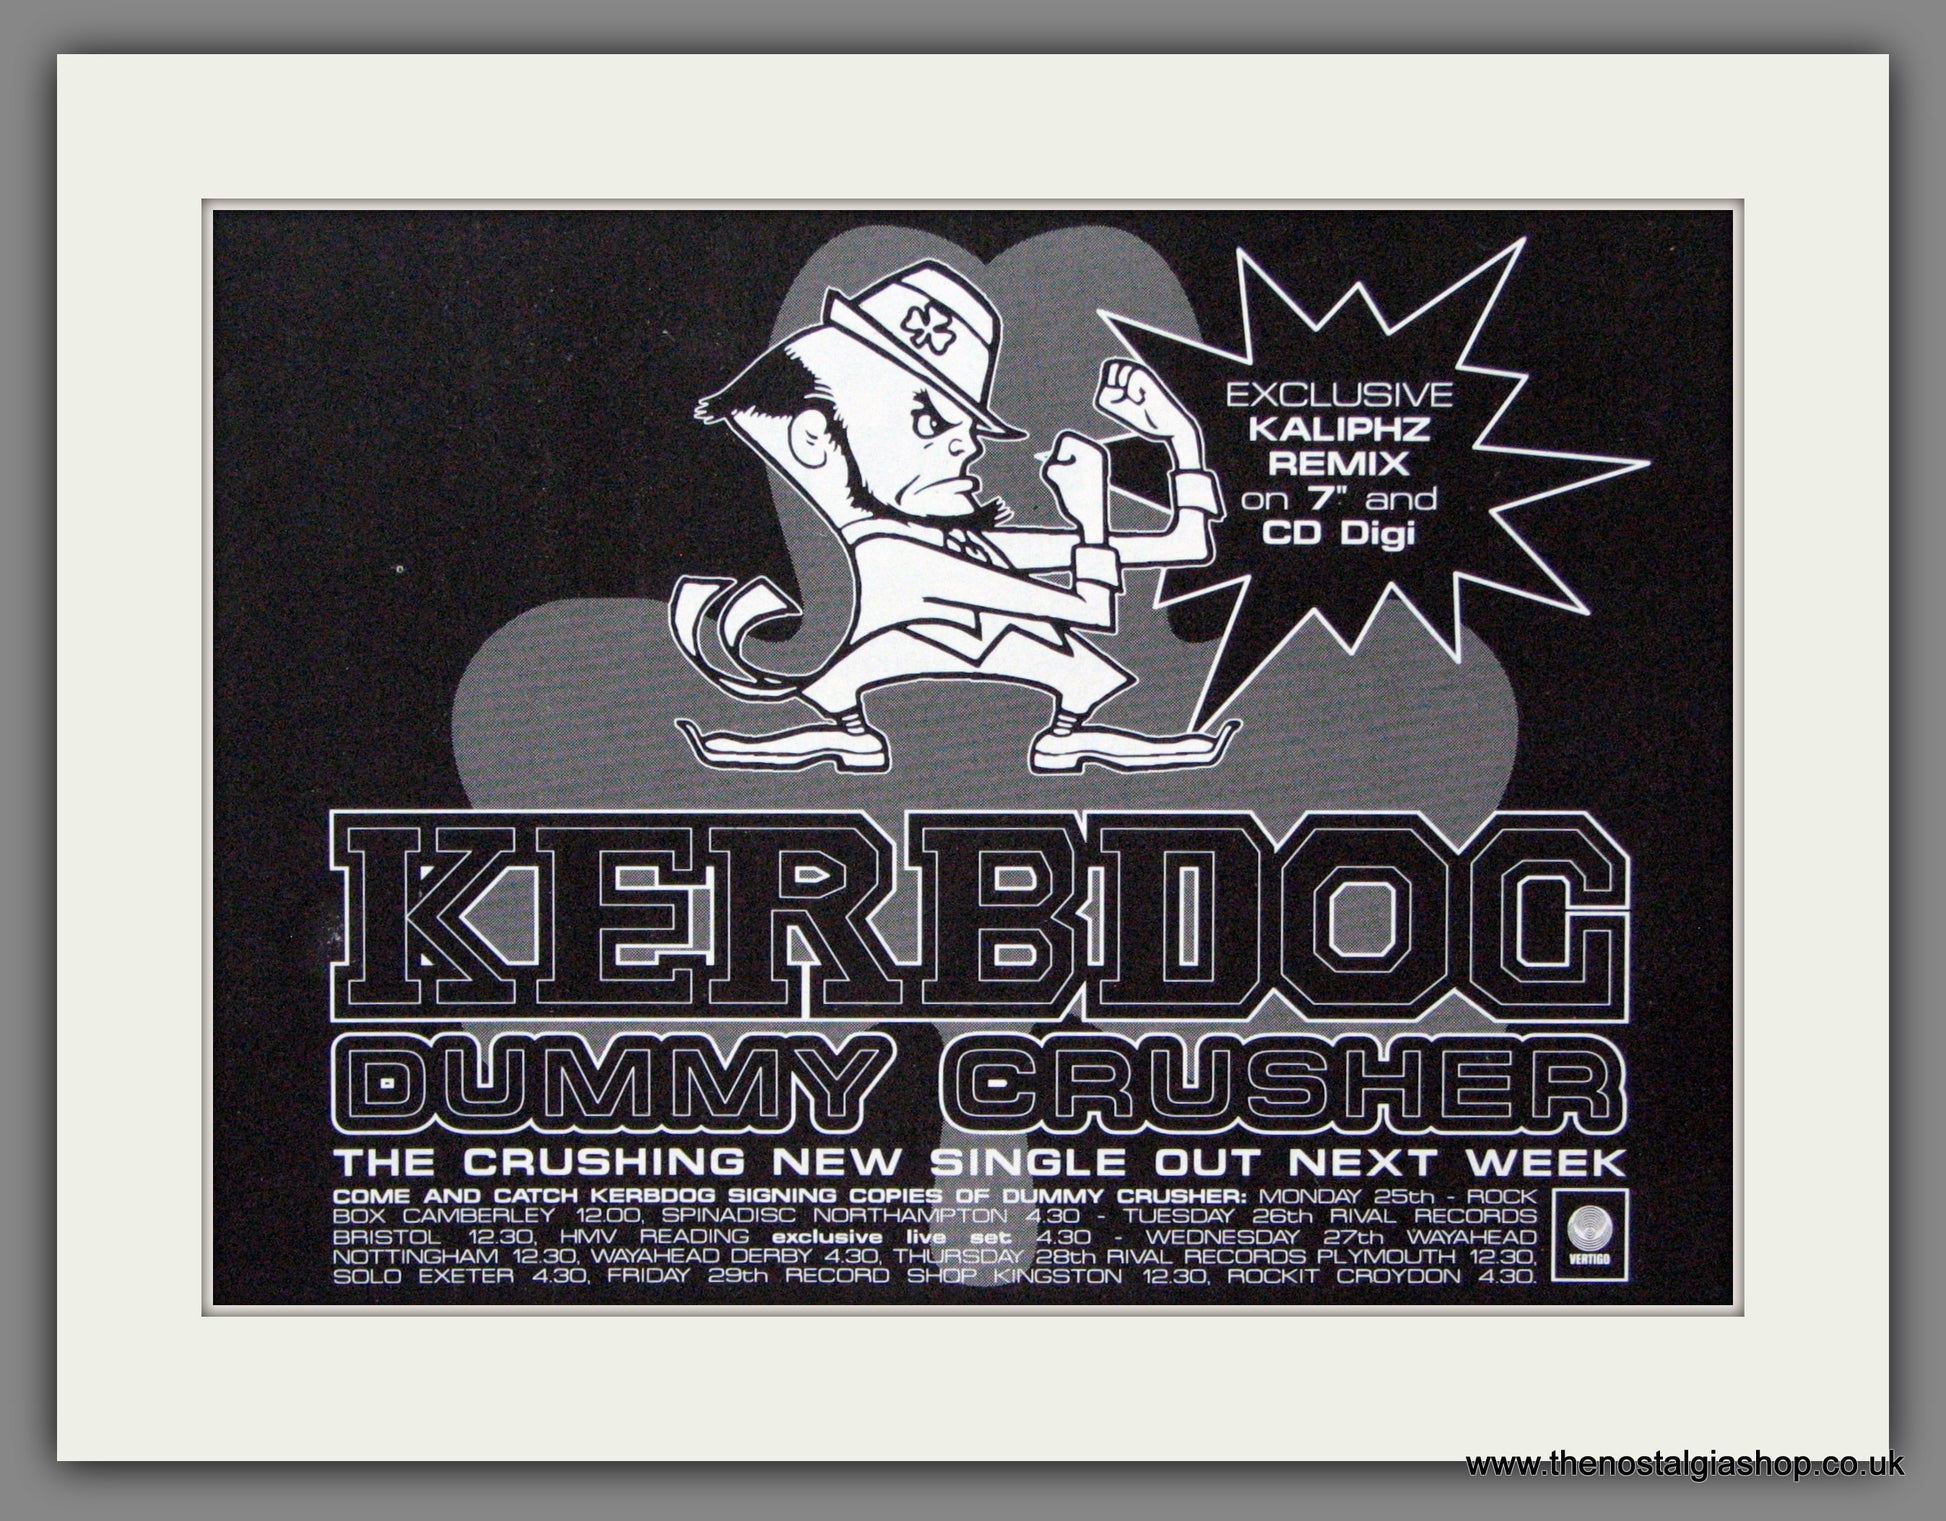 EXCLUSIVE
KALIPHZ
REMIX
on 7" and
CD Digi
KERBDOG
DUMMY CRUSHER
THE CRUSHING NEW SINGLE OUT NEXT WEEK
COME AND CATCH KERBDOG SIGNING COPIES OF DUMMY CRUSHER: MONDAY 25th - ROCK
BOX CAMBERLEY 12.00, SPINADISC NORTHAMPTON 4.30 - TUESDAY 26th RIVAL RECORDS
BRISTOL 12.30, HMV READING exclusive live set 4.30 - WEDNESDAY 27th WAYAHEAD
NOTTINGHAM 12.30, WAYAHEAD DERBY 4.30, THURSDAY 28th RIVAL RECORDS PLYMOUTH 12.30,
SOLO EXETER 4.30, FRIDAY 29th RECORD SHOP KINGSTON 12.30, ROCKIT CROYDON 4.30.
VERTIGO
www.thenostalgiashop.co.uk